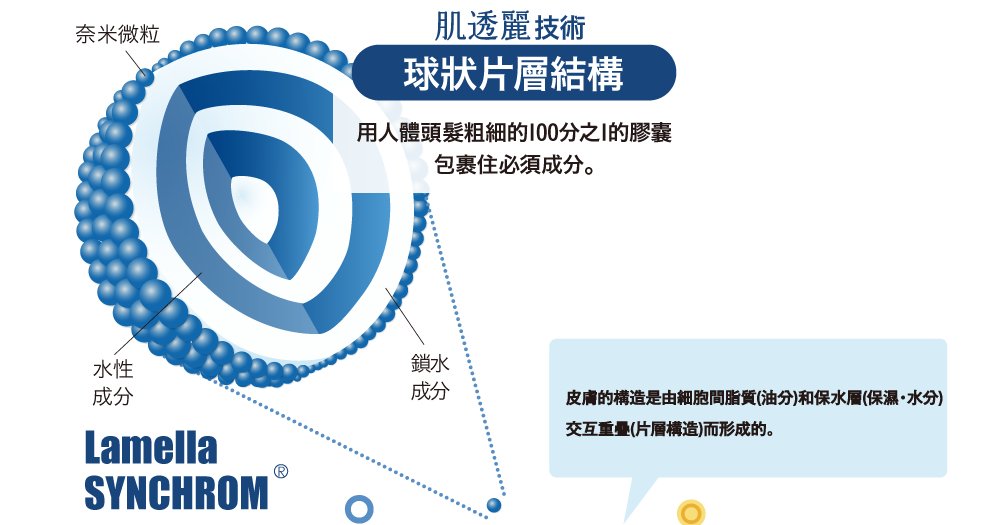 奈米微粒
肌透麗技術
球狀片層結構
用人體頭髮粗細的100分之1的膠囊
包裹住必須成分。
水性
成分
鎖水
成分
Lamella
SYNCHROM®
皮膚的構造是由細胞間脂質(油分)和保水層(保濕・水分)
交互重疊(片層構造)而形成的。